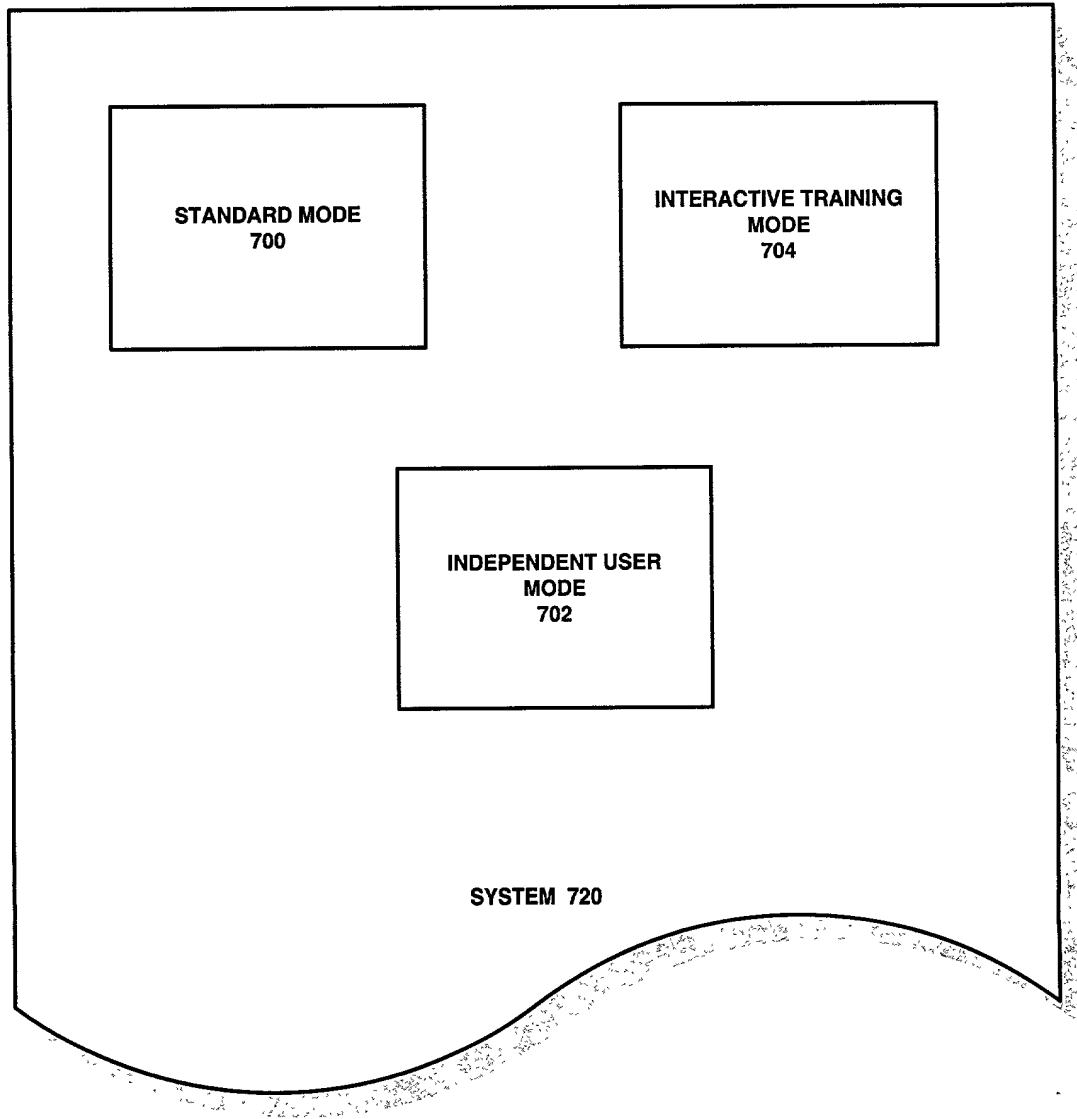 STANDARD MODE
700
INTERACTIVE TRAINING
MODE
704
INDEPENDENT USER
MODE
702
SYSTEM 720